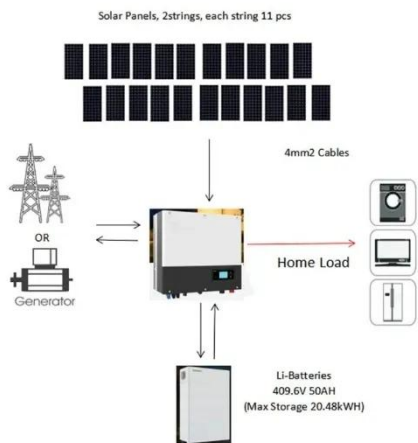 Solar Panels, 2strings, each string 11 pcs
4mm2 Cables
OR
Generator
Home Load
Li-Batteries
409.6V 50AH
(Max Storage 20.48kWH)